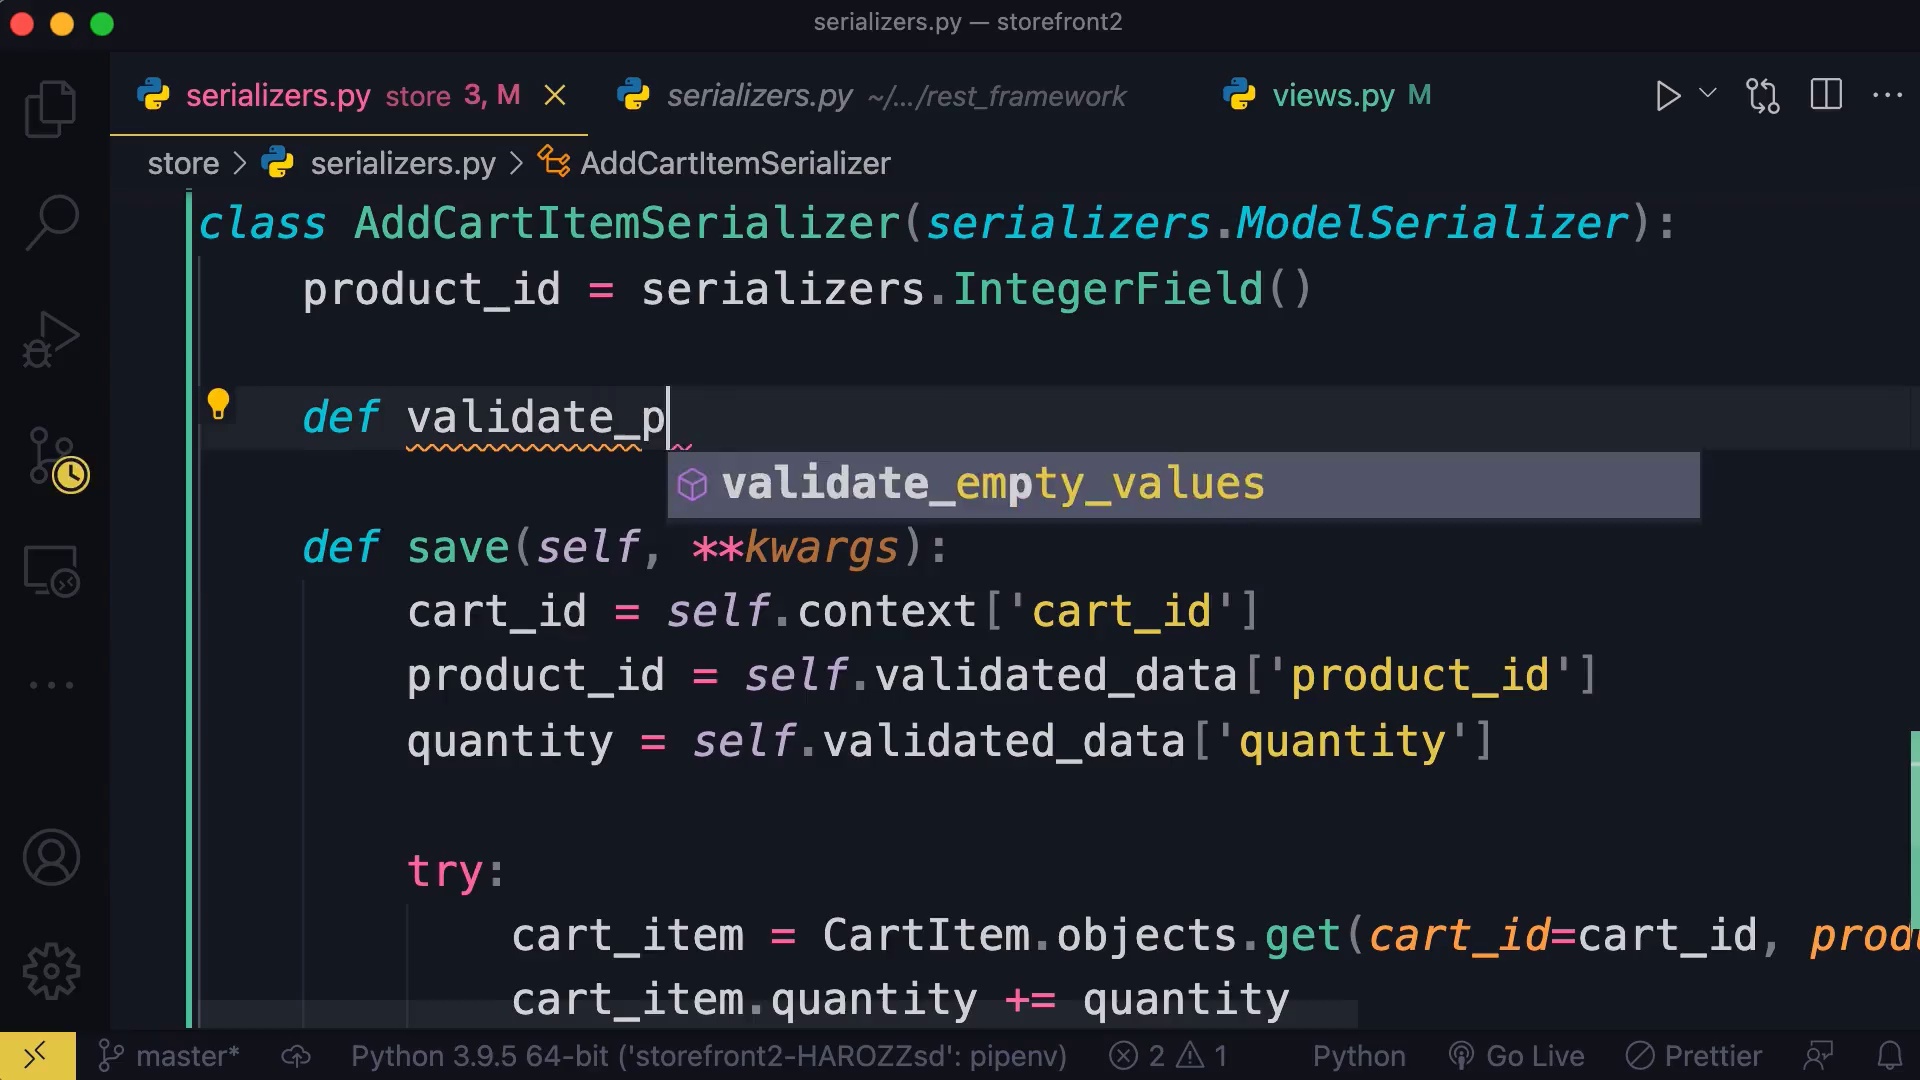 serializers.py — storefront2
serializers.py store 3, M
serializers.py ~/.../rest_framework
views.py M
store > serializers.py > AddCartItemSerializer
class AddCartItemSerializer(serializers.ModelSerializer):
product_id = serializers.IntegerField()
def validate_p
validate_empty_values
def save(self, **kwargs):
cart_id = self.context['cart_id']
product_id = self.validated_data['product_id']
quantity = self.validated_data['quantity']
try:
cart_item = CartItem.objects.get(cart_id=cart_id, produ
cart_item.quantity += quantity
master* Python 3.9.5 64-bit ('storefront2-HAROZZsd': pipenv) 2 1 Python Go Live Prettier